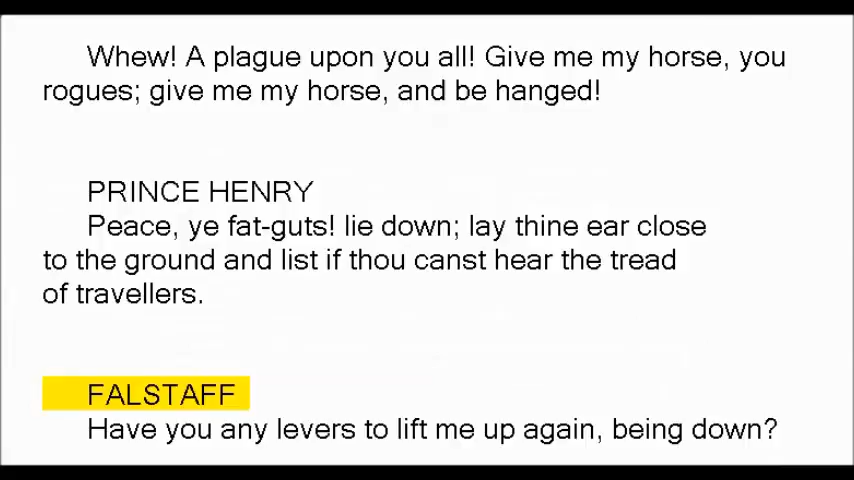 Whew! A plague upon you all! Give me my horse, you
rogues; give me my horse, and be hanged!
PRINCE HENRY
Peace, ye fat-guts! lie down; lay thine ear close
to the ground and list if thou canst hear the tread
of travellers.
FALSTAFF
Have you any levers to lift me up again, being down?